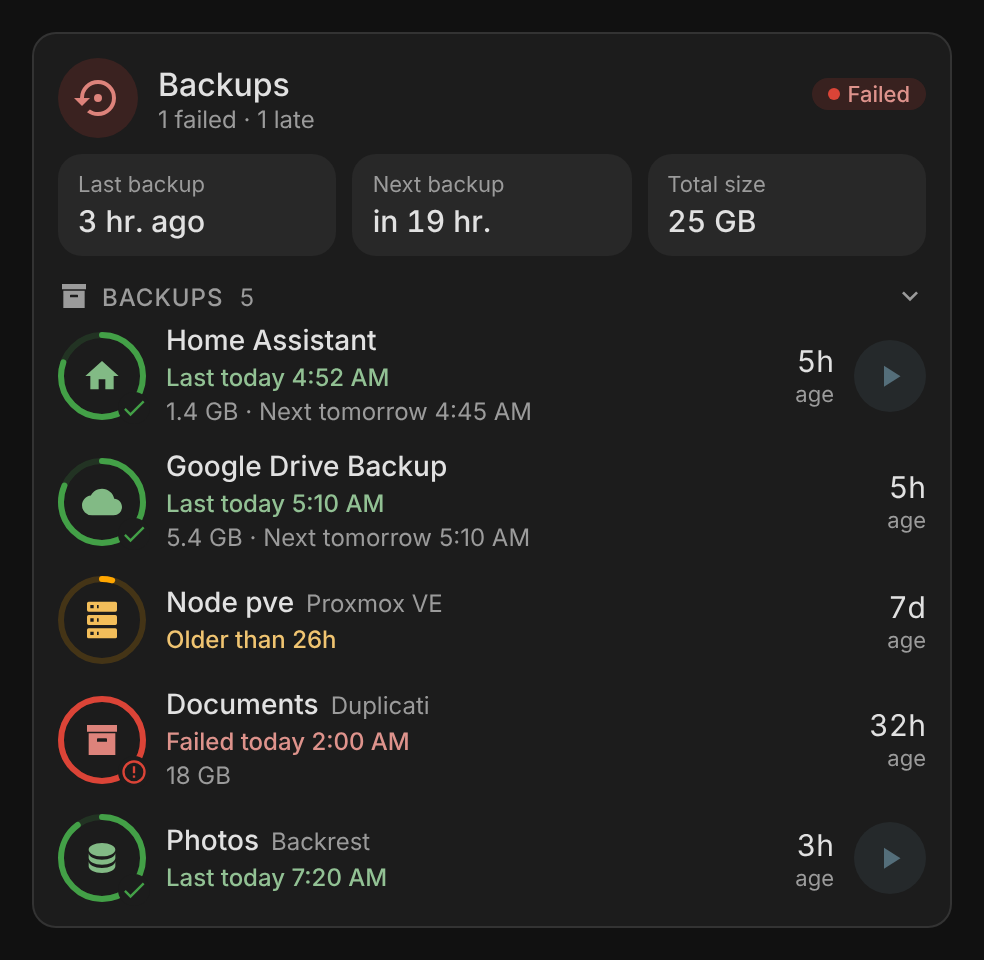 Backups
1 failed · 1 late
Failed
Last backup
3 hr. ago
Next backup
in 19 hr.
Total size
25 GB
BACKUPS 5
Home Assistant
Last today 4:52 AM
1.4 GB · Next tomorrow 4:45 AM
5h
age
Google Drive Backup
Last today 5:10 AM
5.4 GB · Next tomorrow 5:10 AM
5h
age
Node pve Proxmox VE
Older than 26h
7d
age
Documents Duplicati
Failed today 2:00 AM
18 GB
32h
age
Photos Backrest
Last today 7:20 AM
3h
age